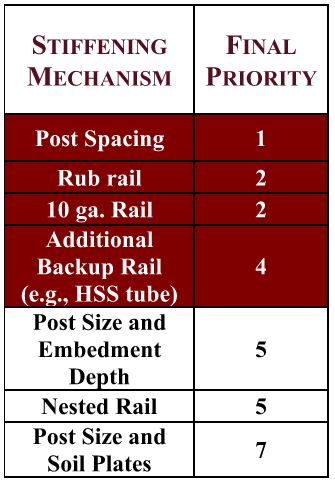 STIFFENING FINAL
MECHANISM PRIORITY
Post Spacing 1
Rub rail 2
10 ga. Rail 2
Additional
Backup Rail 4
(e.g., HSS tube)
Post Size and
Embedment 5
Depth
Nested Rail 5
Post Size and
Soil Plates 7